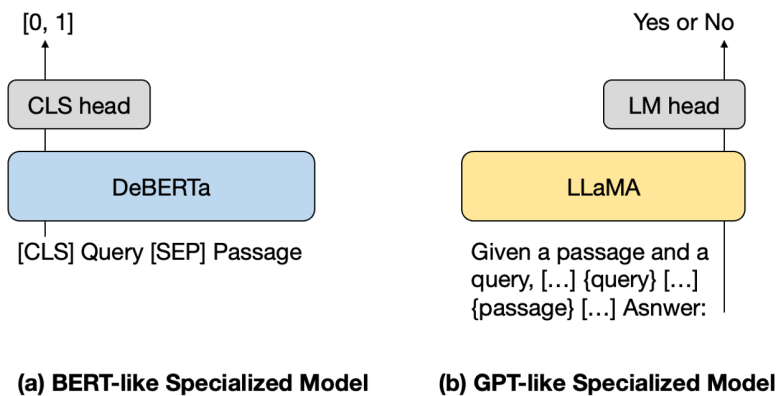 [0, 1]
CLS head
DeBERTa
[CLS] Query [SEP] Passage
(a) BERT-like Specialized Model
Yes or No
LM head
LLaMA
Given a passage and a
query, [...] {query} [...]
{passage} [...] Asnwer:
(b) GPT-like Specialized Model